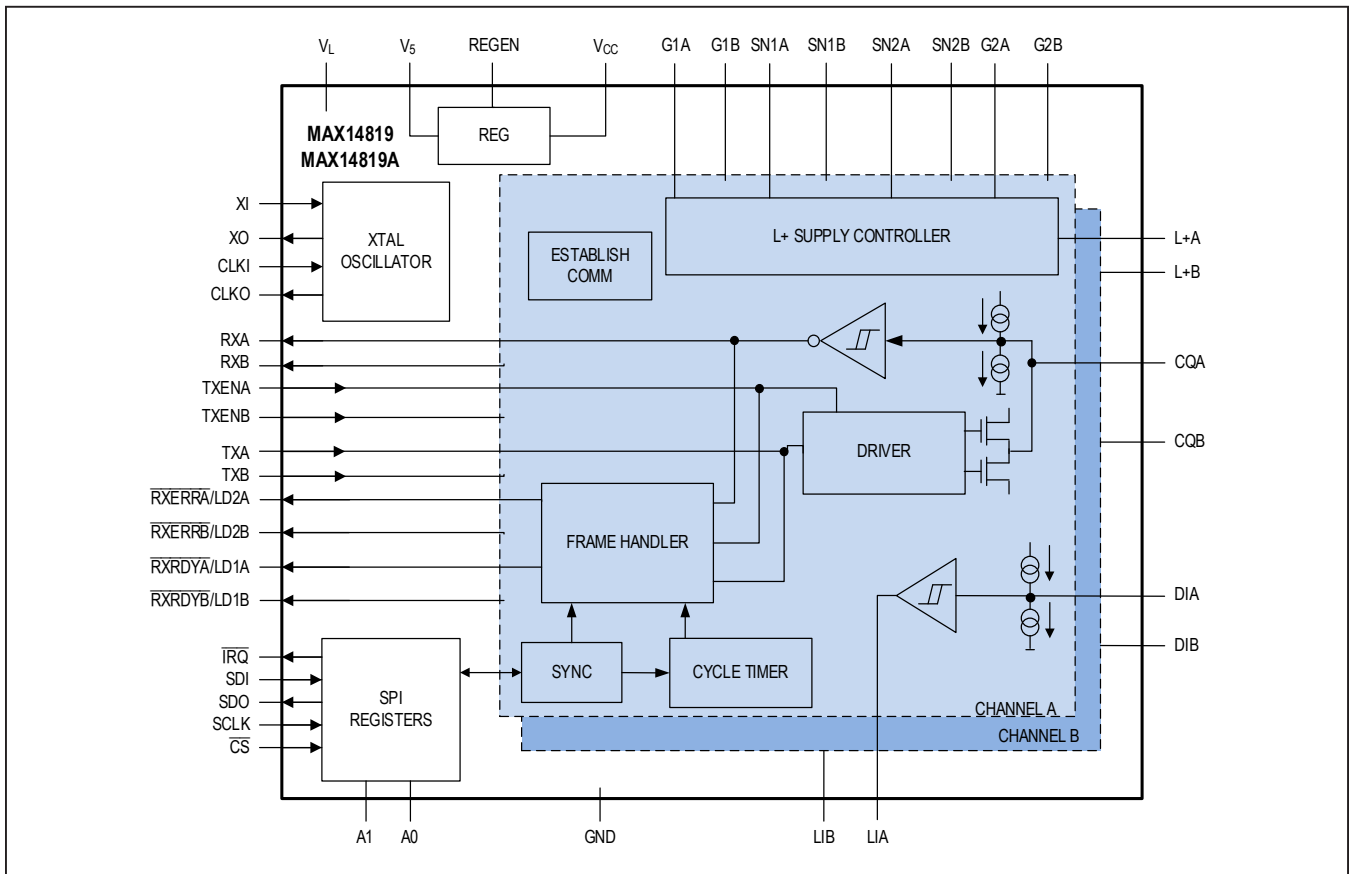 VL
V5
REGEN
VCC
G1A
G1B
SN1A
SN1B
SN2A
SN2B
G2A
G2B
MAX14819
MAX14819A
REG
XI
XO
CLKI
CLKO
XTAL
OSCILLATOR
ESTABLISH
COMM
L+ SUPPLY CONTROLLER
L+A
L+B
RXA
RXB
TXENA
TXENB
TXA
TXB
CQA
CQB
DRIVER
RXERRA/LD2A
RXERRB/LD2B
RXRDYA/LD1A
RXRDYB/LD1B
FRAME HANDLER
DIA
DIB
IRQ
SDI
SDO
SCLK
CS
SPI
REGISTERS
SYNC
CYCLE TIMER
CHANNEL A
CHANNEL B
A1
A0
GND
LIB
LIA